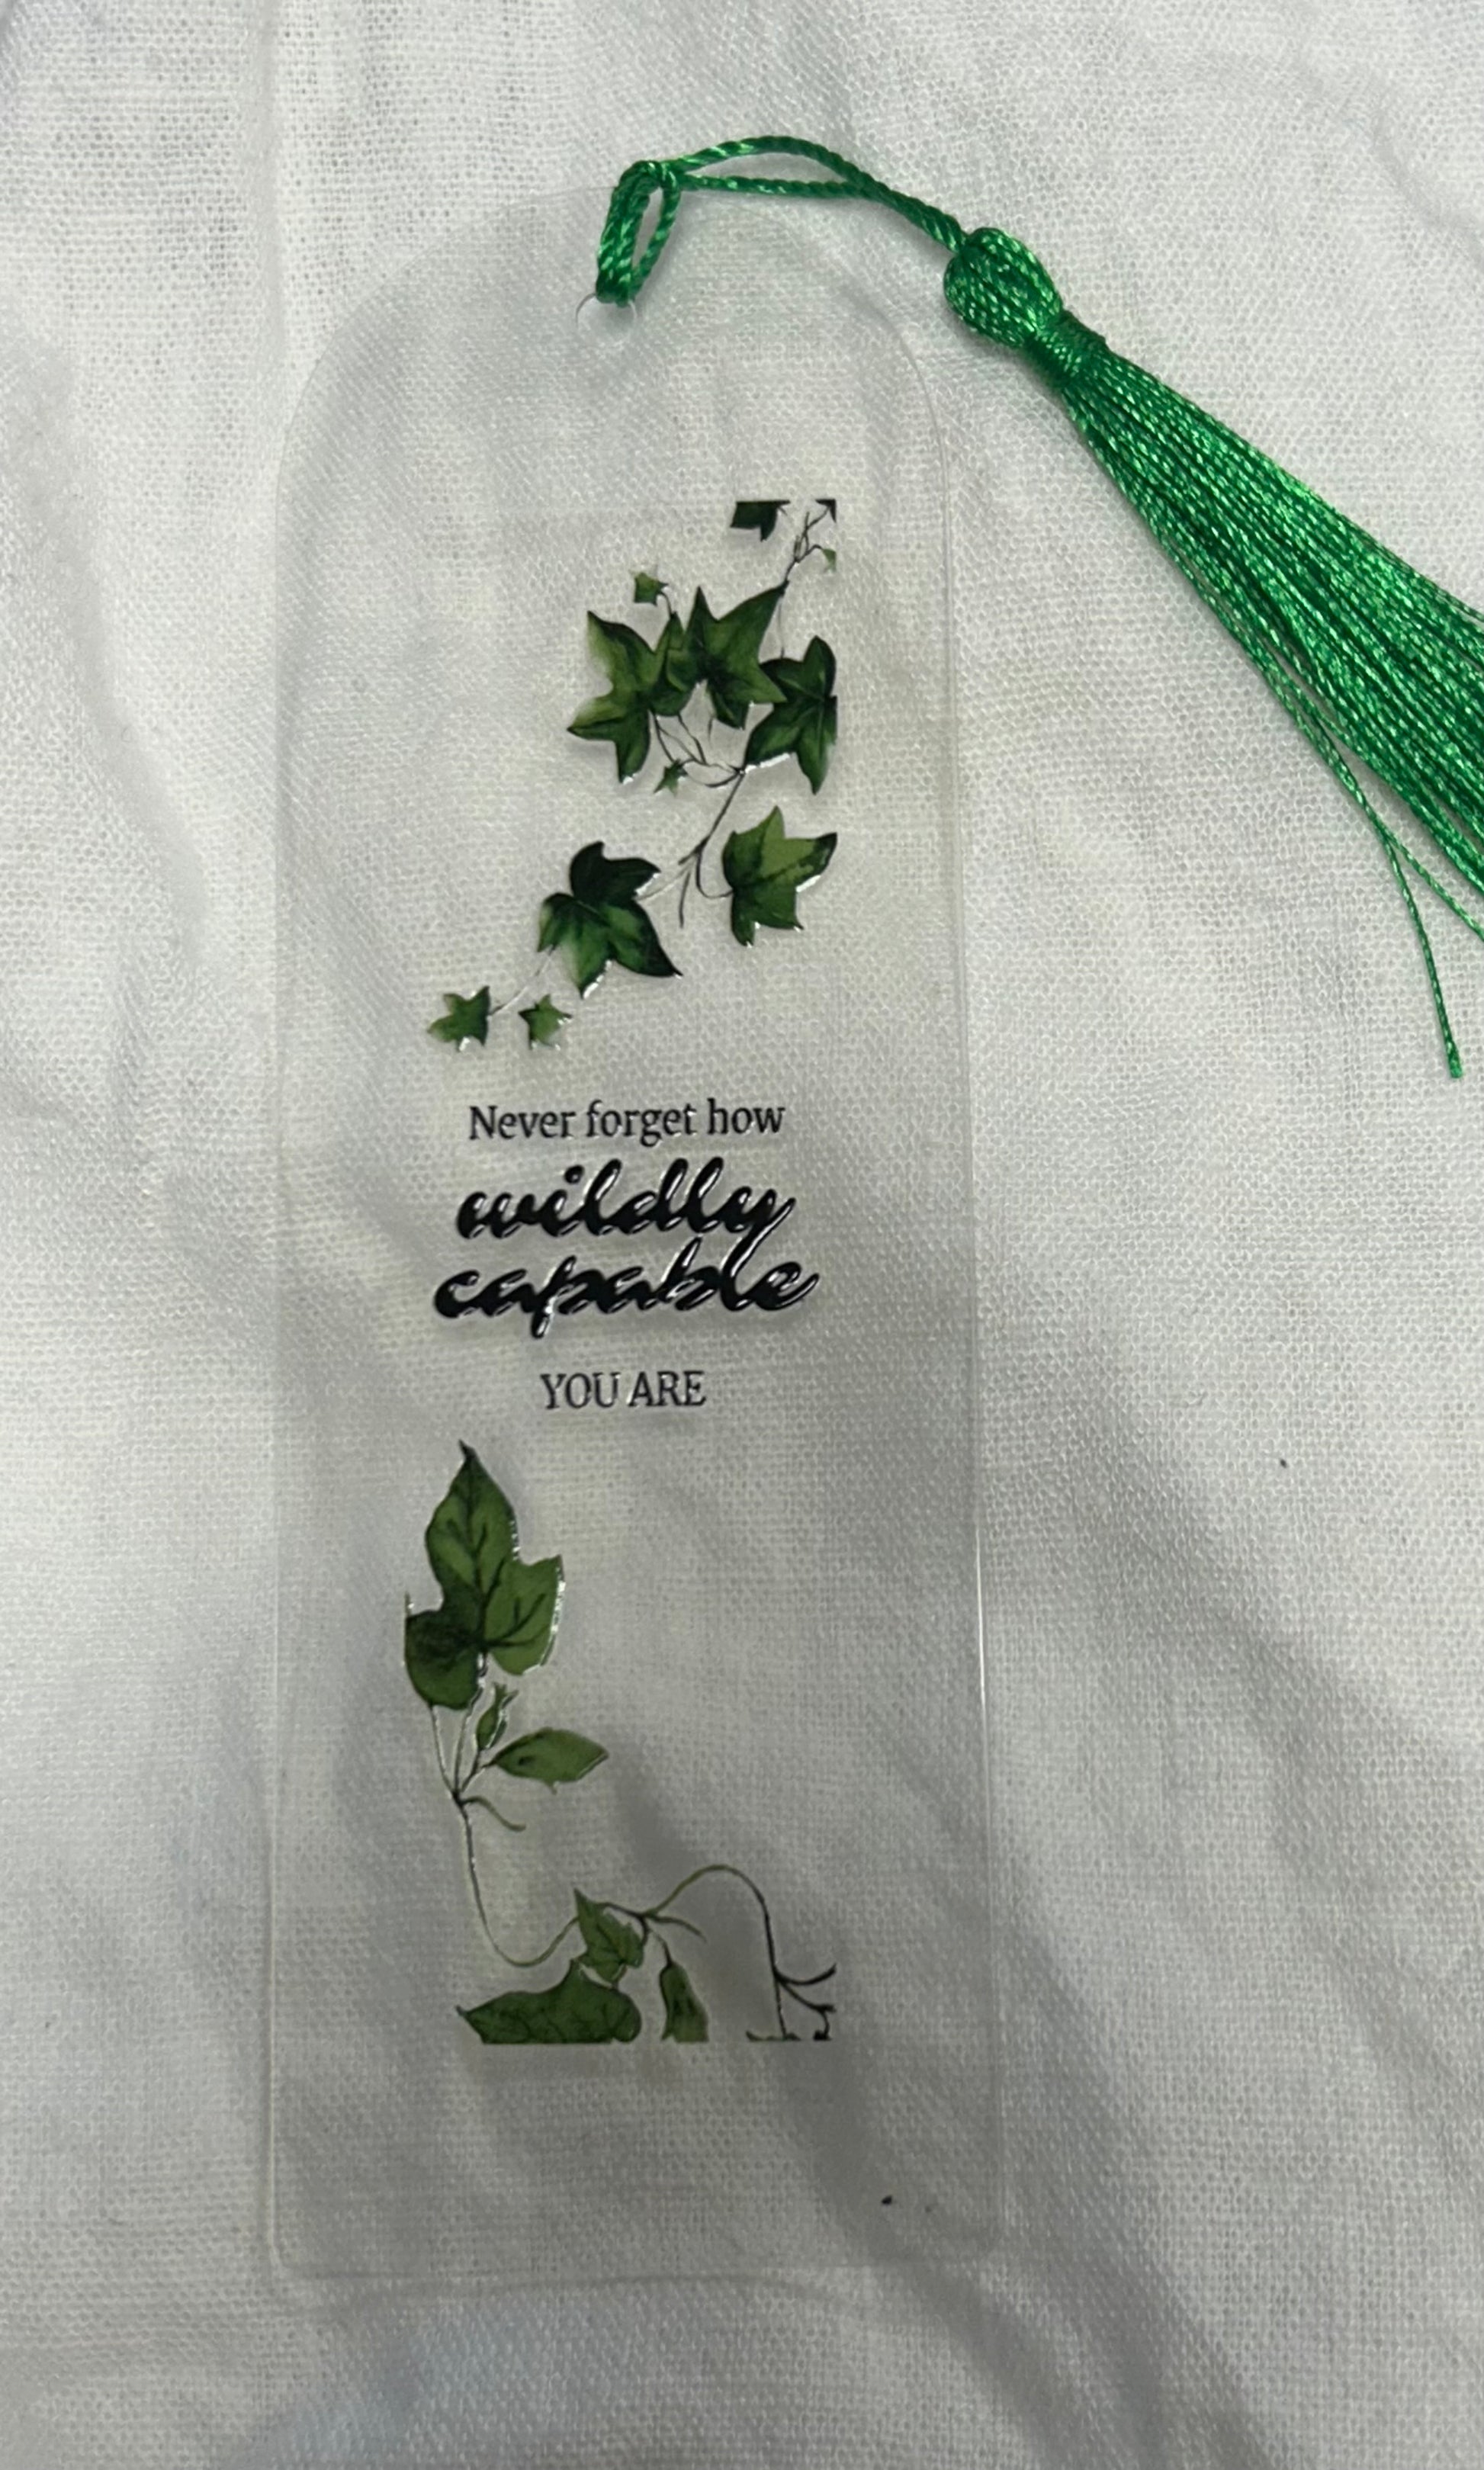 Never forget how
wildly
capable
YOU ARE